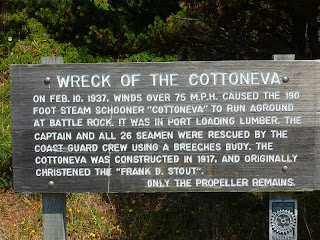 WRECK OF THE COTTONEVA
ON FEB. 10, 1937, WINDS OVER 75 M.P.H. CAUSED THE 190
FOOT STEAM SCHOONER "COTTONEVA" TO RUN AGROUND
AT BATTLE ROCK. IT WAS IN PORT LOADING LUMBER. THE
CAPTAIN AND ALL 26 SEAMEN WERE RESCUED BY THE
COAST GUARD CREW USING A BREECHES BUDY. THE
COTTONEVA WAS CONSTRUCTED IN 1917, AND ORIGINALLY
CHRISTENED THE "FRANK D. STOUT".
ONLY THE PROPELLER REMAINS.